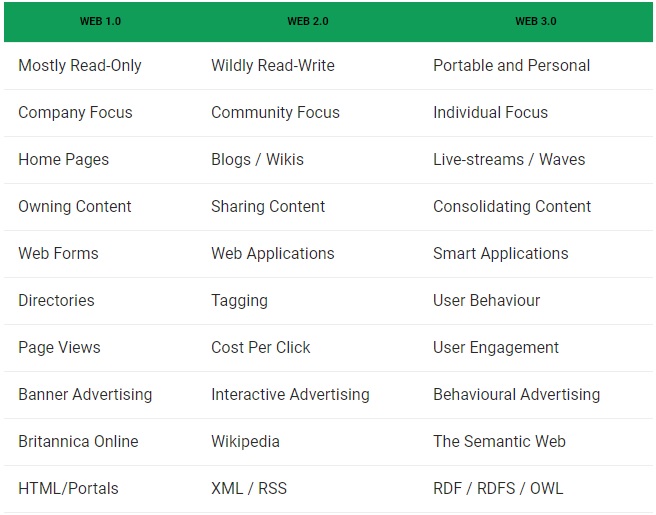 WEB 1.0 WEB 2.0 WEB 3.0
Mostly Read-Only Wildly Read-Write Portable and Personal
Company Focus Community Focus Individual Focus
Home Pages Blogs / Wikis Live-streams / Waves
Owning Content Sharing Content Consolidating Content
Web Forms Web Applications Smart Applications
Directories Tagging User Behaviour
Page Views Cost Per Click User Engagement
Banner Advertising Interactive Advertising Behavioural Advertising
Britannica Online Wikipedia The Semantic Web
HTML/Portals XML / RSS RDF / RDFS / OWL